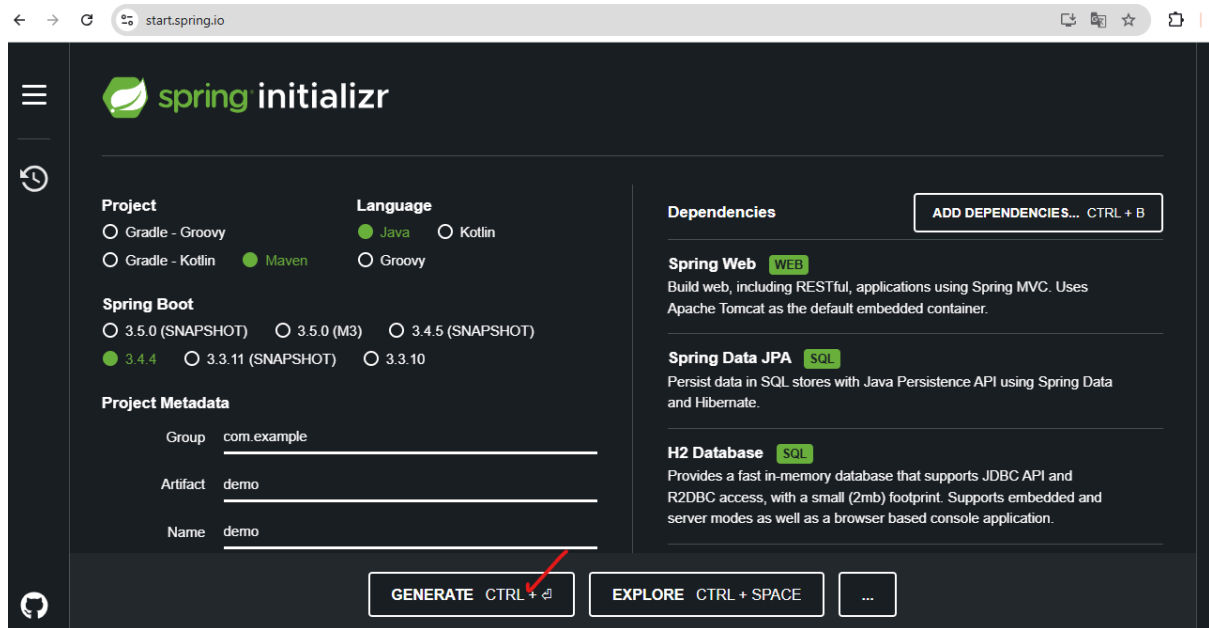 start.spring.io
spring initializr
Project
Gradle - Groovy
Gradle - Kotlin Maven
Language
Java Kotlin
Groovy
Spring Boot
3.5.0 (SNAPSHOT) 3.5.0 (M3) 3.4.5 (SNAPSHOT)
3.4.4 3.3.11 (SNAPSHOT) 3.3.10
Project Metadata
Group com.example
Artifact demo
Name demo
Dependencies ADD DEPENDENCIES... CTRL + B
Spring Web WEB
Build web, including RESTful, applications using Spring MVC. Uses
Apache Tomcat as the default embedded container.
Spring Data JPA SQL
Persist data in SQL stores with Java Persistence API using Spring Data
and Hibernate.
H2 Database SQL
Provides a fast in-memory database that supports JDBC API and
R2DBC access, with a small (2mb) footprint. Supports embedded and
server modes as well as a browser based console application.
GENERATE CTRL + ⏎ EXPLORE CTRL + SPACE ...